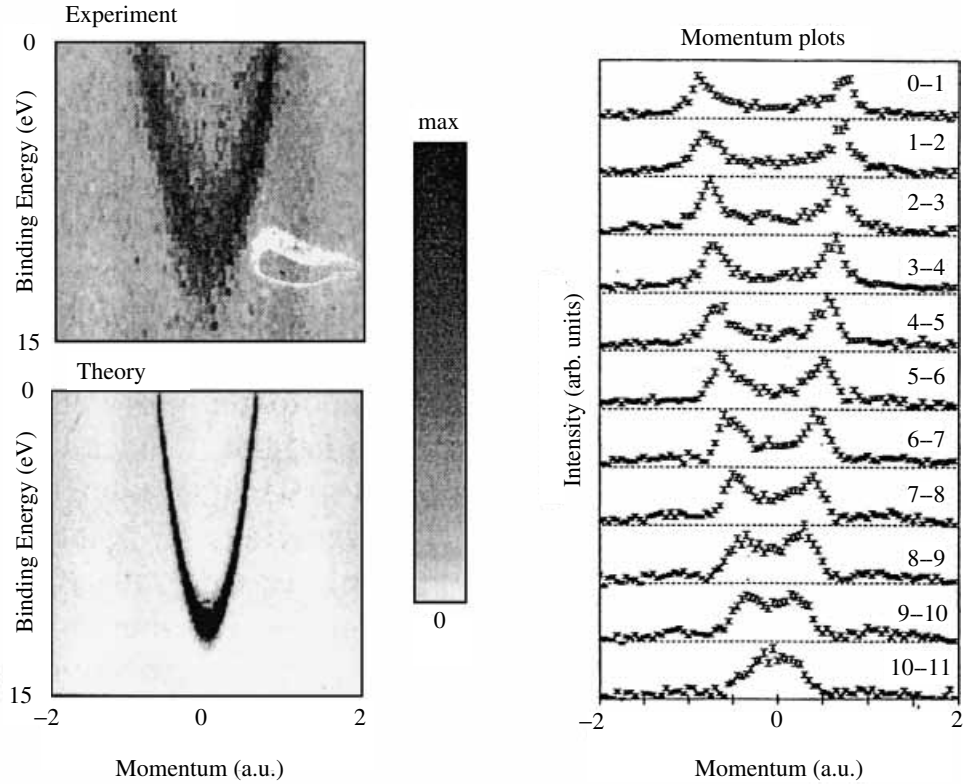 Experiment
0
Binding Energy (eV)
15
Theory
0
Binding Energy (eV)
15
−2
0
2
Momentum (a.u.)
max
0
Momentum plots
Intensity (arb. units)
0–1
1–2
2–3
3–4
4–5
5–6
6–7
7–8
8–9
9–10
10–11
−2
0
2
Momentum (a.u.)